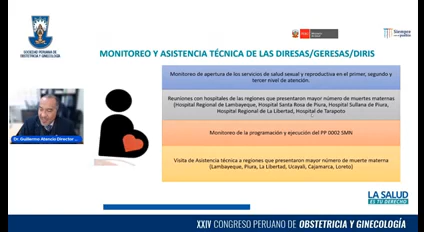 SOCIEDAD PERUANA DE
OBSTETRICIA Y GINECOLOGÍA
PERÚ
Siempre
con el pueblo
MONITOREO Y ASISTENCIA TÉCNICA DE LAS DIRESAS/GERESAS/DIRIS
Monitoreo de apertura de los servicios de salud sexual y reproductiva en el primer, segundo y
tercer nivel de atención.
Reuniones con hospitales de las regiones que presentaron mayor número de muertes maternas
(Hospital Regional de Lambayeque, Hospital Santa Rosa de Piura, Hospital Sullana de Piura,
Hospital Regional de La Libertad, Hospital de Tarapoto
Monitoreo de la programación y ejecución del PP 0002 SMN
Visita de Asistencia técnica a regiones que presentaron mayor número de muerte materna
(Lambayeque, Piura, La Libertad, Ucayali, Cajamarca, Loreto)
Dr. Guillermo Atencio Director ...
LA SALUD
ES TU DERECHO
XXIV CONGRESO PERUANO DE OBSTETRICIA Y GINECOLOGÍA